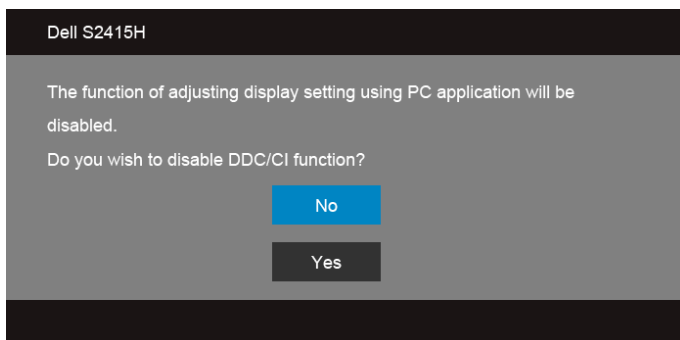 Dell S2415H
The function of adjusting display setting using PC application will be
disabled.
Do you wish to disable DDC/CI function?
No
Yes